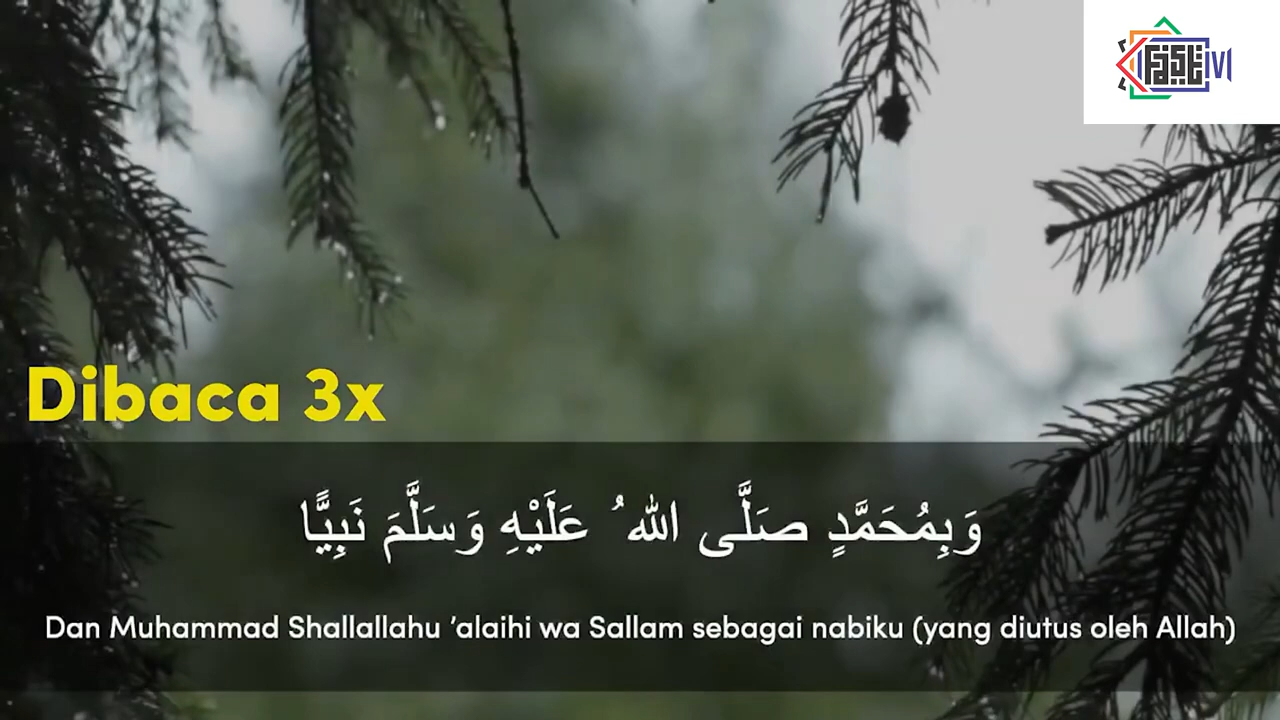 Dibaca 3x
وَبِمُحَمَّدٍ صَلَّى اللهُ عَلَيْهِ وَسَلَّمَ نَبِيًّا
Dan Muhammad Shallallahu ’alaihi wa Sallam sebagai nabiku (yang diutus oleh Allah)